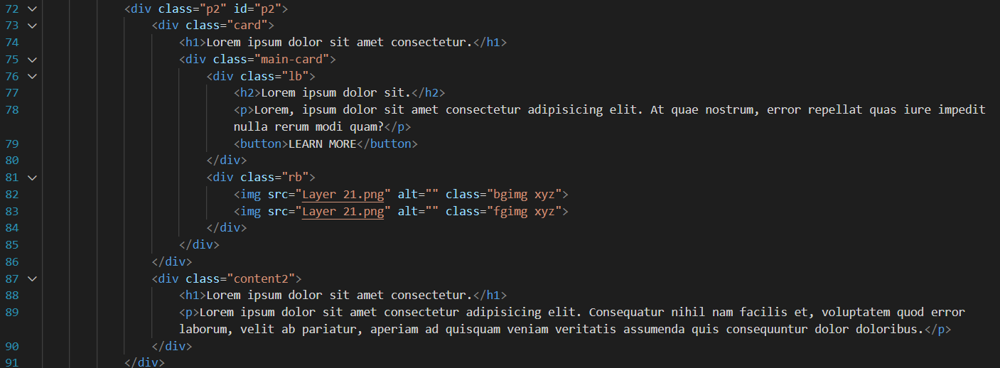 72 <div class="p2" id="p2">
73 <div class="card">
74 <h1>Lorem ipsum dolor sit amet consectetur.</h1>
75 <div class="main-card">
76 <div class="lb">
77 <h2>Lorem ipsum dolor sit.</h2>
78 <p>Lorem, ipsum dolor sit amet consectetur adipisicing elit. At quae nostrum, error repellat quas iure impedit
nulla rerum modi quam?</p>
79 <button>LEARN MORE</button>
80 </div>
81 <div class="rb">
82 <img src="Layer 21.png" alt="" class="bgimg xyz">
83 <img src="Layer 21.png" alt="" class="fgimg xyz">
84 </div>
85 </div>
86 </div>
87 <div class="content2">
88 <h1>Lorem ipsum dolor sit amet consectetur.</h1>
89 <p>Lorem ipsum dolor sit amet consectetur adipisicing elit. Consequatur nihil nam facilis et, voluptatem quod error
laborum, velit ab pariatur, aperiam ad quisquam veniam veritatis assumenda quis consequuntur dolor doloribus.</p>
90 </div>
91 </div>